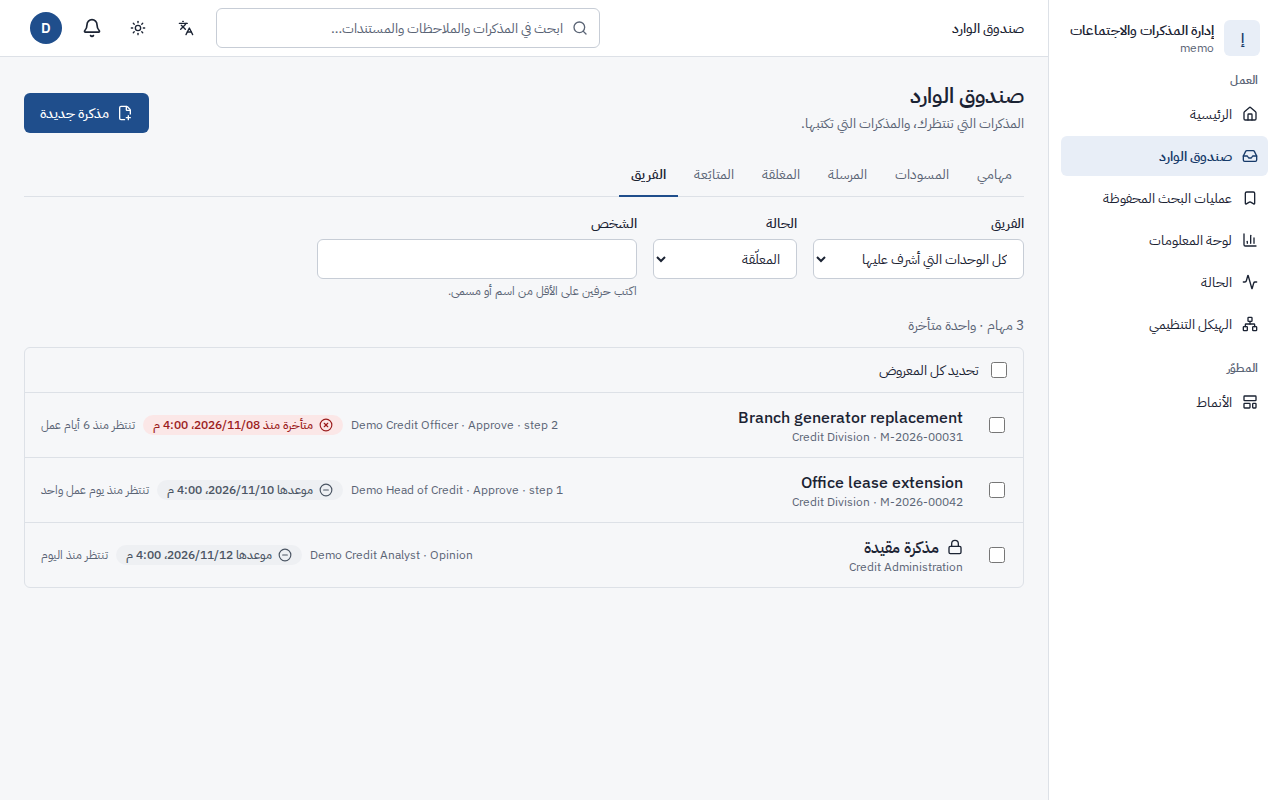 إدارة المذكرات والاجتماعات
memo
إ
العمل
الرئيسية
صندوق الوارد
عمليات البحث المحفوظة
لوحة المعلومات
الحالة
الهيكل التنظيمي
المطوّر
الأنماط
صندوق الوارد
ابحث في المذكرات والملاحظات والمستندات...
D
صندوق الوارد
المذكرات التي تنتظرك، والمذكرات التي تكتبها.
مذكرة جديدة
مهامي
المسودات
المرسلة
المغلقة
المتابَعة
الفريق
الفريق
كل الوحدات التي أشرف عليها
الحالة
المعلّقة
الشخص
اكتب حرفين على الأقل من اسم أو مسمى.
3 مهام · واحدة متأخرة
تحديد كل المعروض
Branch generator replacement
Credit Division · M-2026-00031
Demo Credit Officer · Approve · step 2
متأخرة منذ 2026/11/08، 4:00 م
تنتظر منذ 6 أيام عمل
Office lease extension
Credit Division · M-2026-00042
Demo Head of Credit · Approve · step 1
موعدها 2026/11/10، 4:00 م
تنتظر منذ يوم عمل واحد
مذكرة مقيدة
Credit Administration
Demo Credit Analyst · Opinion
موعدها 2026/11/12، 4:00 م
تنتظر منذ اليوم